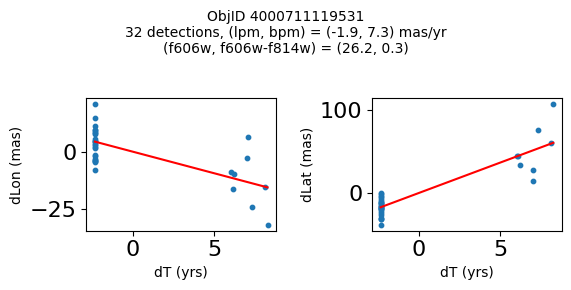 ObjID 4000711119531
32 detections, (lpm, bpm) = (-1.9, 7.3) mas/yr
(f606w, f606w-f814w) = (26.2, 0.3)
dLon (mas)
0
−25
0
5
dT (yrs)
dLat (mas)
100
0
0
5
dT (yrs)